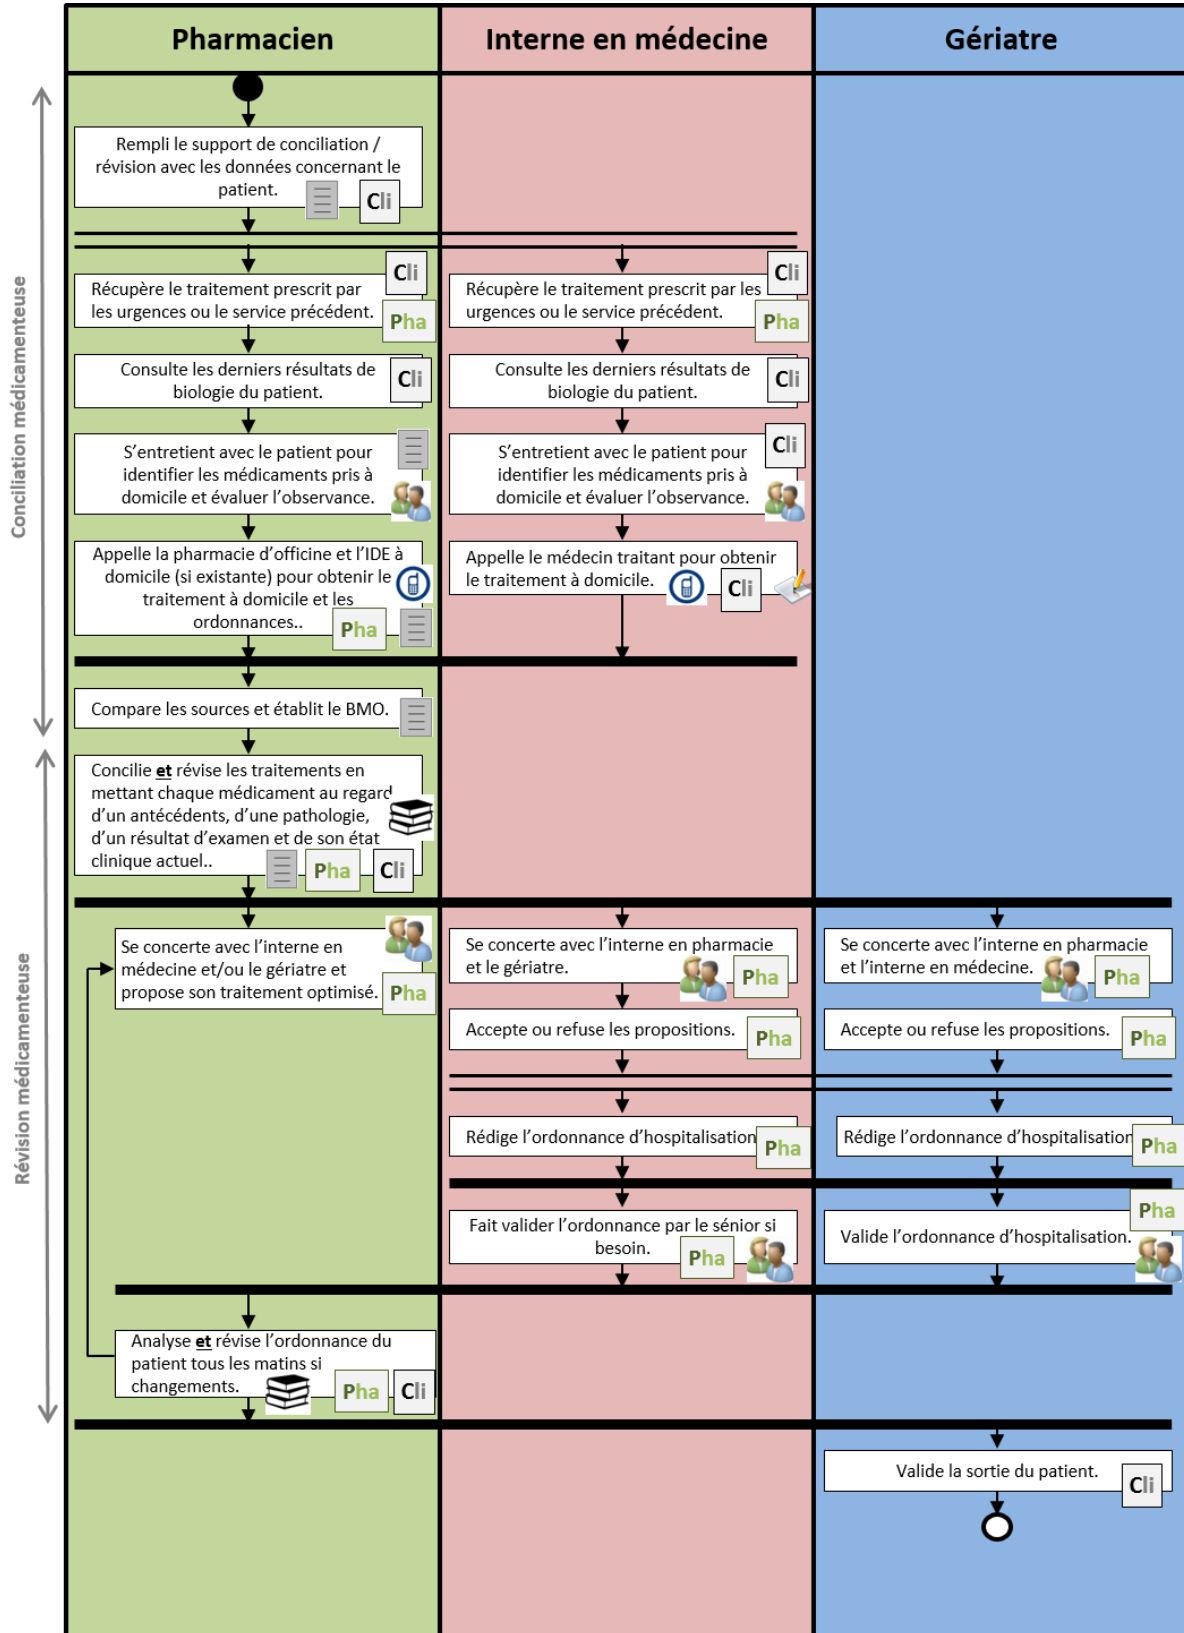 Pharmacien
Interne en médecine
Gériatre
Conciliation médicamenteuse
Rempli le support de conciliation /
révision avec les données concernant le
patient.
Cli
Récupère le traitement prescrit par
les urgences ou le service précédent.
Cli
Pha
Récupère le traitement prescrit par les
urgences ou le service précédent.
Cli
Pha
Consulte les derniers résultats de
biologie du patient.
Cli
Consulte les derniers résultats de
biologie du patient.
Cli
S'entretient avec le patient pour
identifier les médicaments pris à
domicile et évaluer l'observance.
S'entretient avec le patient pour
identifier les médicaments pris à
domicile et évaluer l'observance.
Cli
Appelle la pharmacie d'officine et l'IDE à
domicile (si existante) pour obtenir le
traitement à domicile et les
ordonnances..
Pha
Appelle le médecin traitant pour obtenir
le traitement à domicile.
Cli
Compare les sources et établit le BMO.
Révision médicamenteuse
Concilie et révise les traitements en
mettant chaque médicament au regard
d'un antécédents, d'une pathologie,
d'un résultat d'examen et de son état
clinique actuel..
Pha
Cli
Se concerte avec l'interne en
médecine et/ou le gériatre et
propose son traitement optimisé.
Pha
Se concerte avec l'interne en pharmacie
et le gériatre.
Pha
Se concerte avec l'interne en pharmacie
et l'interne en médecine.
Pha
Accepte ou refuse les propositions.
Pha
Accepte ou refuse les propositions.
Pha
Rédige l'ordonnance d'hospitalisation
Pha
Rédige l'ordonnance d'hospitalisation
Pha
Fait valider l'ordonnance par le sénior si
besoin.
Pha
Valide l'ordonnance d'hospitalisation.
Pha
Analyse et révise l'ordonnance du
patient tous les matins si
changements.
Pha
Cli
Valide la sortie du patient.
Cli